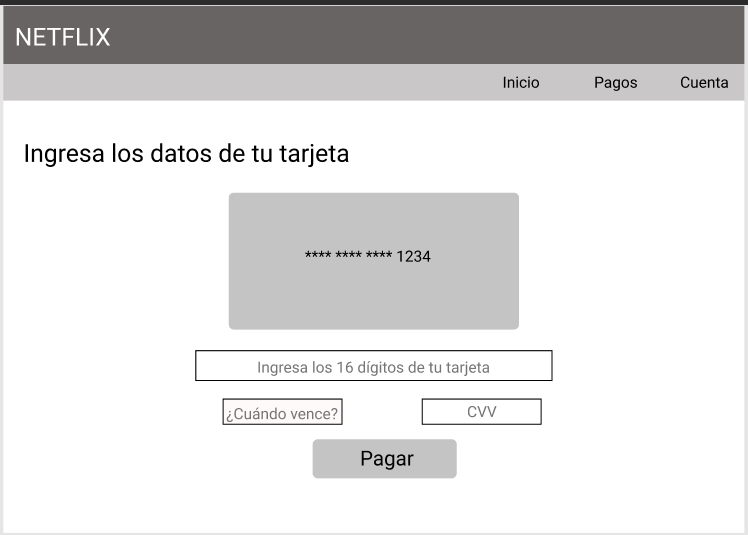 NETFLIX
Inicio Pagos Cuenta
Ingresa los datos de tu tarjeta
**** **** **** 1234
Ingresa los 16 dígitos de tu tarjeta
¿Cuándo vence? CVV
Pagar